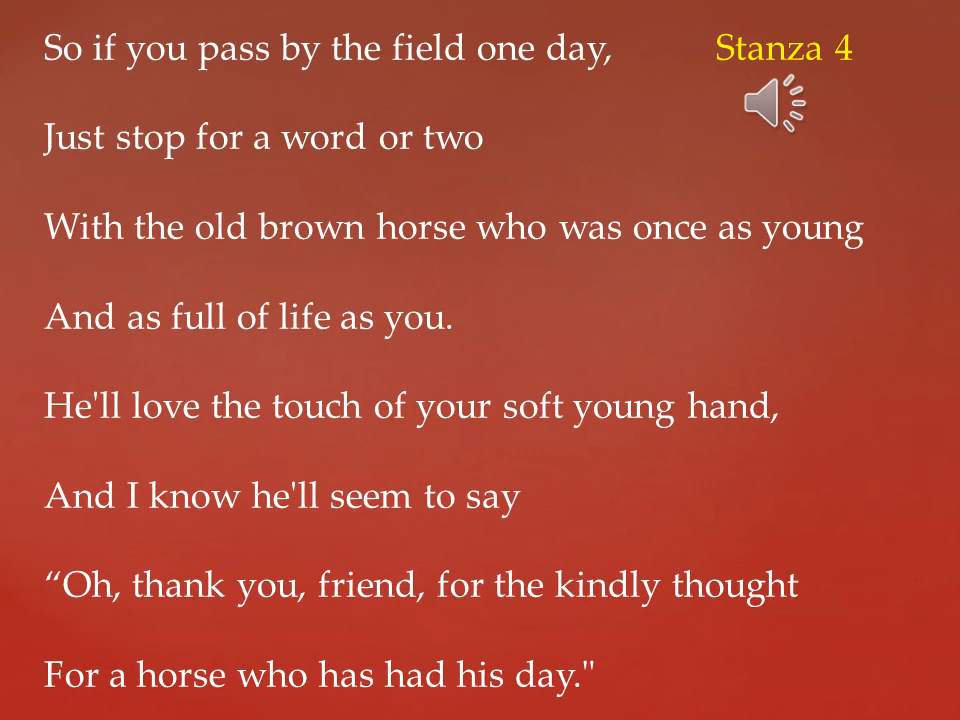 So if you pass by the field one day, Stanza 4
Just stop for a word or two
With the old brown horse who was once as young
And as full of life as you.
He'll love the touch of your soft young hand,
And I know he'll seem to say
“Oh, thank you, friend, for the kindly thought
For a horse who has had his day."